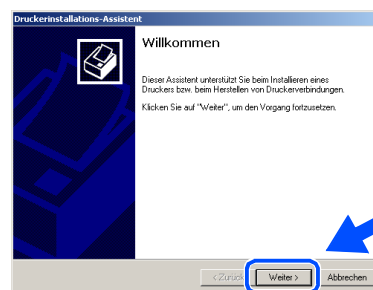 Druckerinstallations-Assistent
Willkommen
Dieser Assistent unterstützt Sie beim Installieren eines
Druckers bzw. beim Herstellen von Druckerverbindungen.
Klicken Sie auf "Weiter", um den Vorgang fortzusetzen.
< Zurück Weiter > Abbrechen